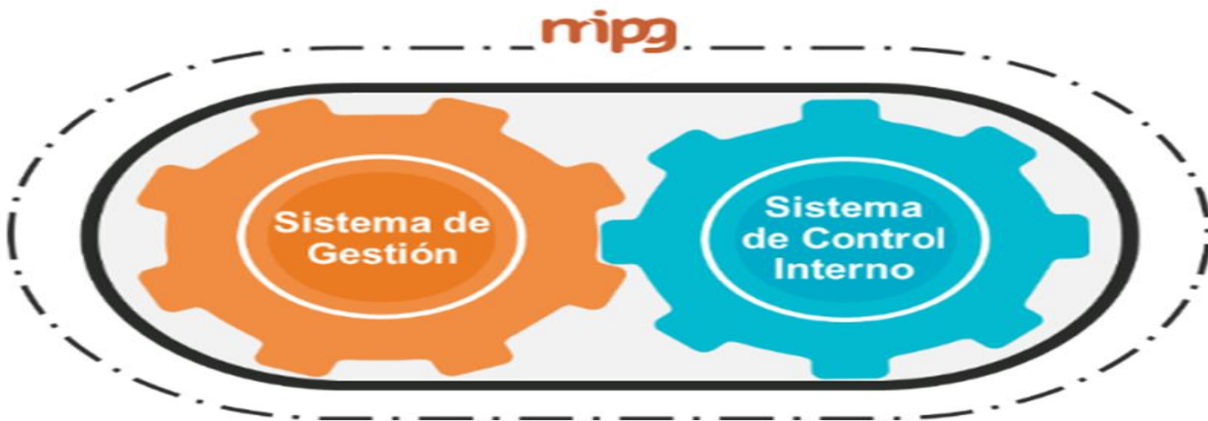 mipg
Sistema de
Gestión
Sistema
de Control
Interno